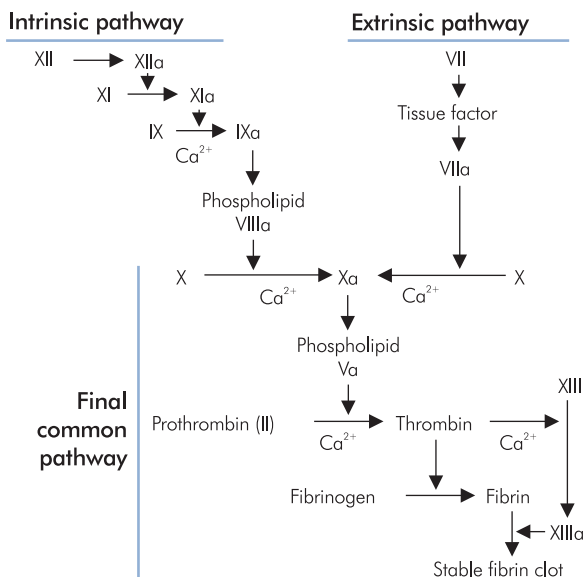 Intrinsic pathway
Extrinsic pathway
XII
XIIa
VII
XI
XIa
Tissue factor
IX
IXa
Ca²⁺
VIIa
Phospholipid
VIIIa
X
Xa
X
Ca²⁺
Ca²⁺
Phospholipid
Va
Final
common
pathway
XIII
Prothrombin (II)
Thrombin
Ca²⁺
Ca²⁺
Fibrinogen
Fibrin
XIIIa
Stable fibrin clot